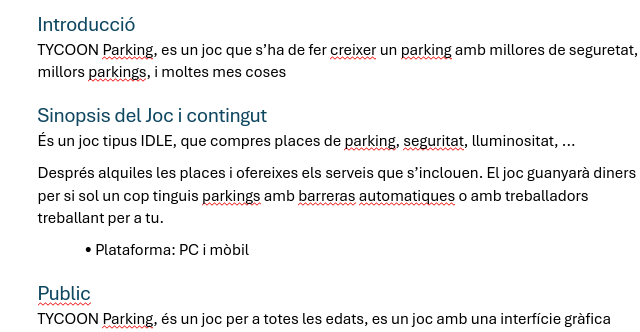 Introducció
TYCOON Parking, es un joc que s’ha de fer creixer un parking amb millores de seguretat,
millors parkings, i moltes mes coses
Sinopsis del Joc i contingut
És un joc tipus IDLE, que compres places de parking, seguritat, lluminositat, ...
Després alquiles les places i ofereixes els serveis que s’inclouen. El joc guanyarà diners
per si sol un cop tinguis parkings amb barreras automatiques o amb treballadors
treballant per a tu.
• Plataforma: PC i mòbil
Public
TYCOON Parking, és un joc per a totes les edats, es un joc amb una interfície gràfica